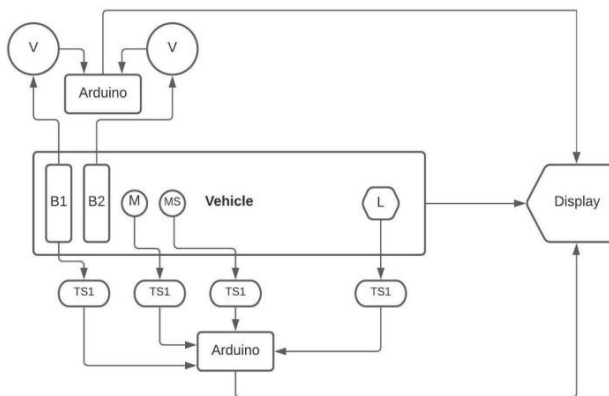 V
V
Arduino
B1
B2
M
MS
Vehicle
L
Display
TS1
TS1
TS1
TS1
Arduino